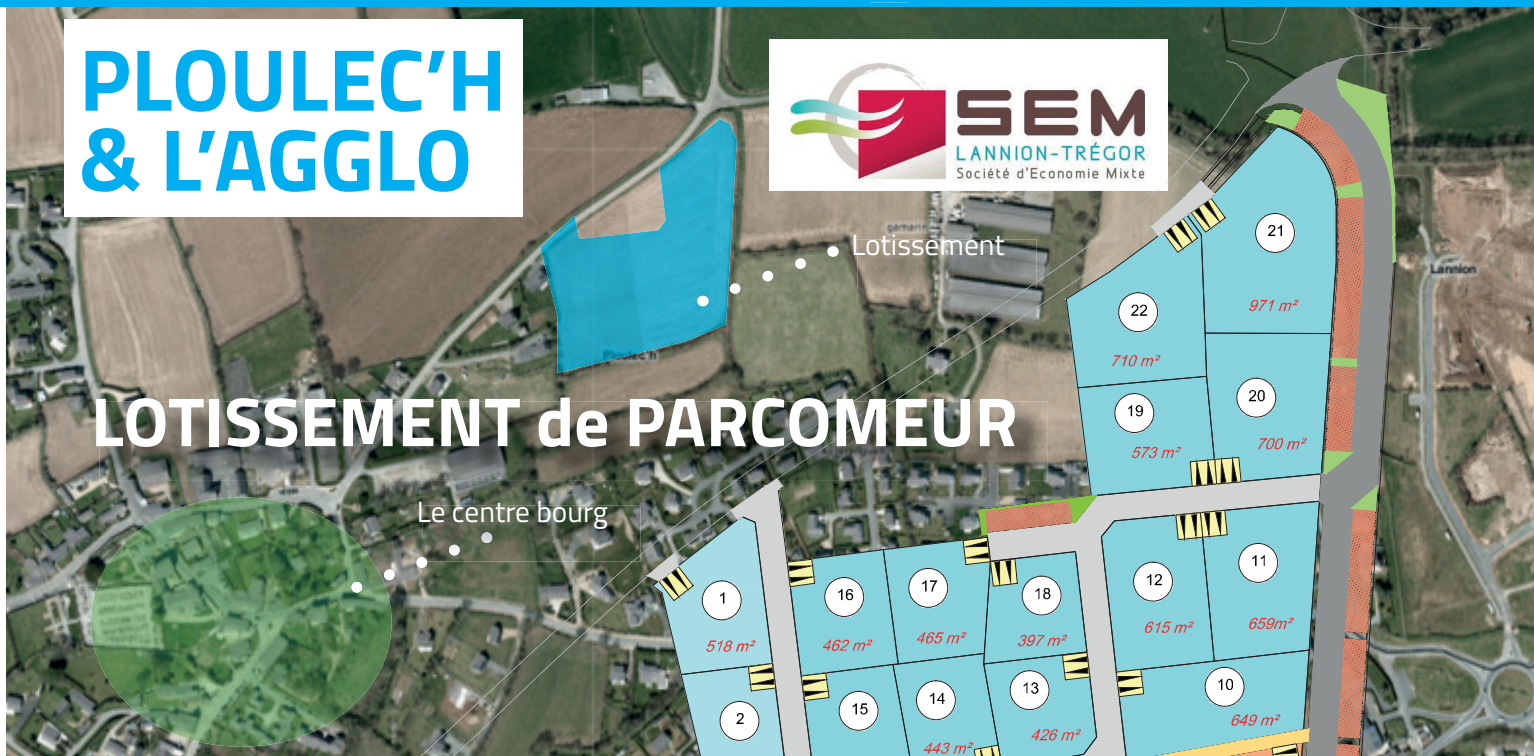 PLOULEC'H
& L'AGGLO
SEM
LANNION-TRÉGOR
Société d'Economie Mixte
Lotissement
Lannion
Ploulec'h
LOTISSEMENT de PARCOMEUR
Le centre bourg
21
971 m²
22
710 m²
20
700 m²
19
573 m²
1
518 m²
16
462 m²
17
465 m²
18
397 m²
12
615 m²
11
659m²
2
15
14
443 m²
13
426 m²
10
649 m²